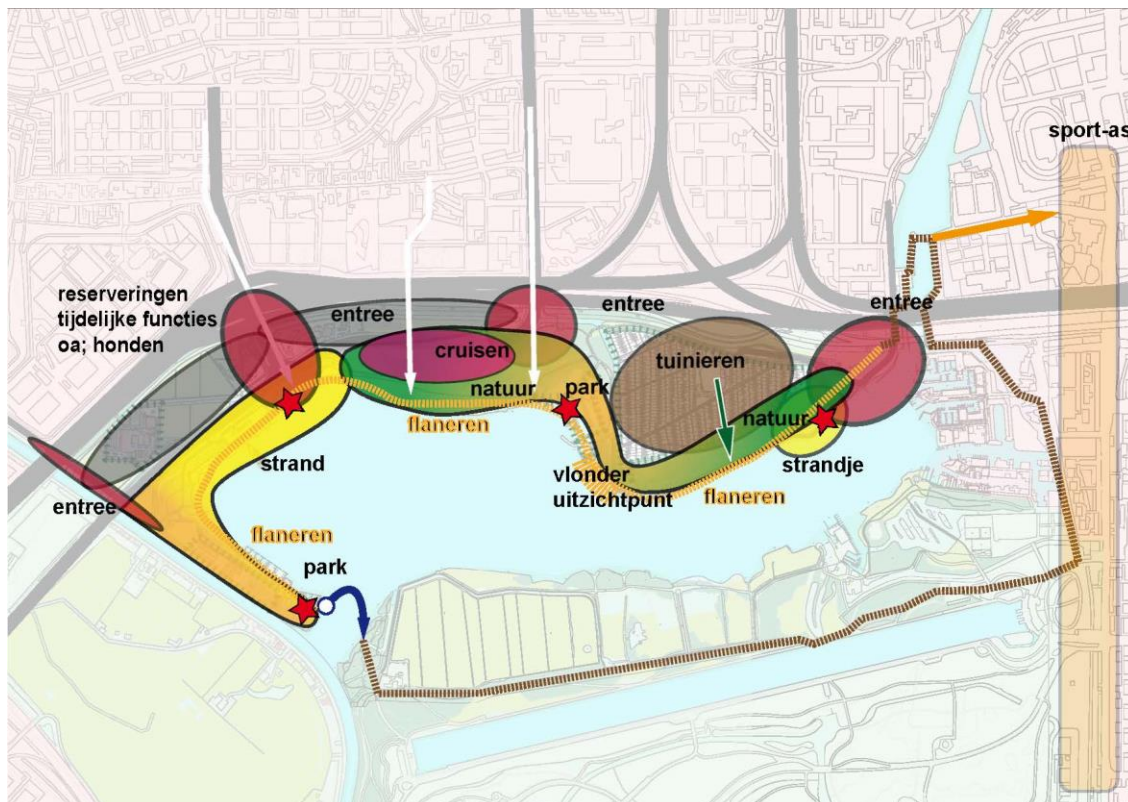 sport-as
reserveringen
tijdelijke functies
oa; honden
entree
entree
entree
cruisen
tuinieren
natuur
park
flaneren
natuur
strand
vlonder
uitzichtpunt
strandje
flaneren
entree
flaneren
park